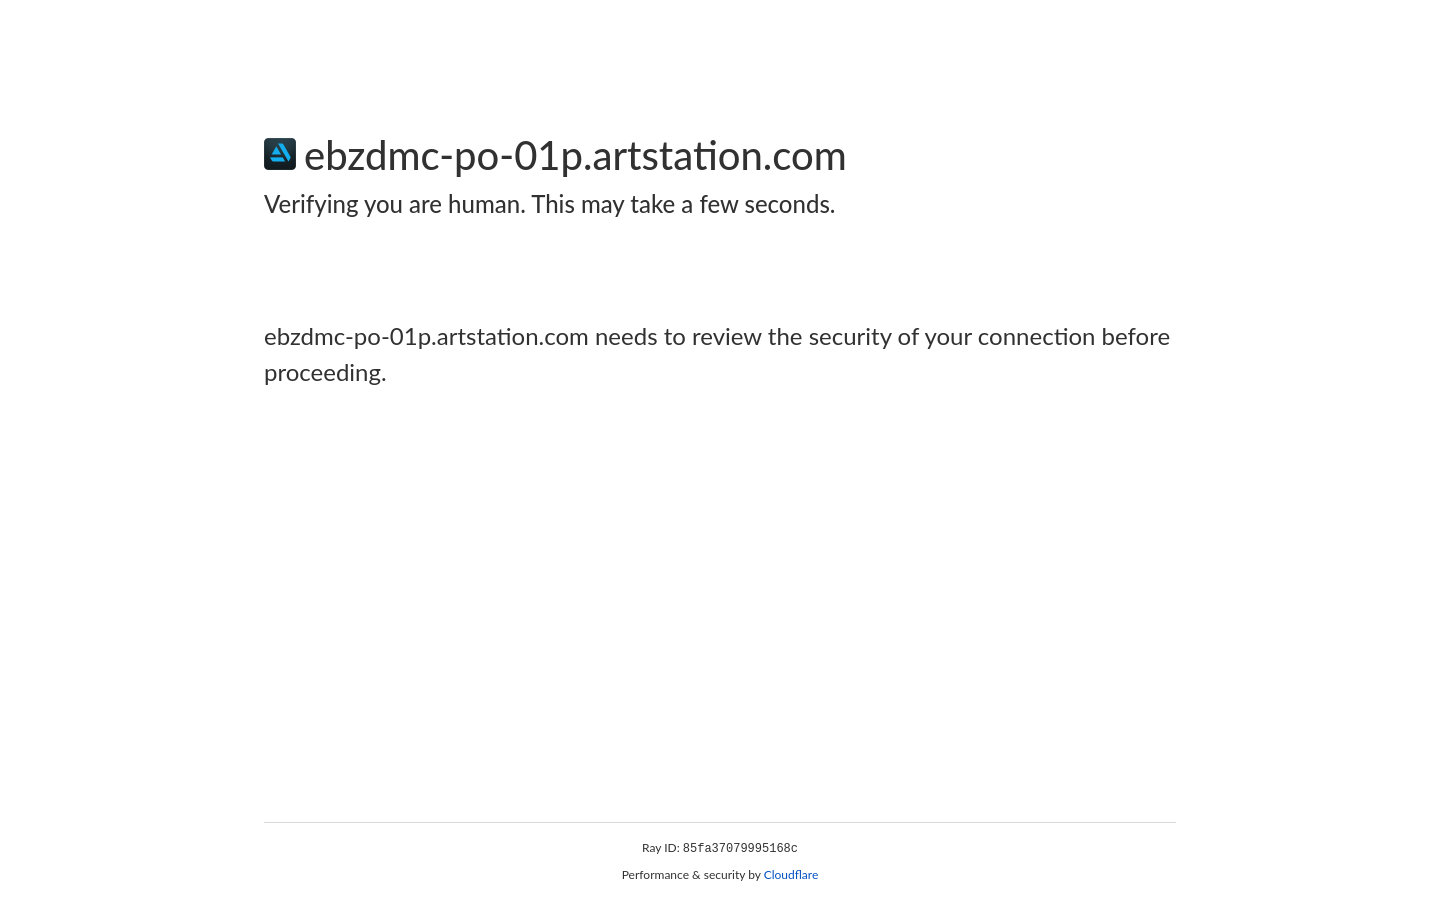 ebzdmc-po-01p.artstation.com
Verifying you are human. This may take a few seconds.
ebzdmc-po-01p.artstation.com needs to review the security of your connection before
proceeding.
Ray ID: 85fa37079995168c
Performance & security by Cloudflare